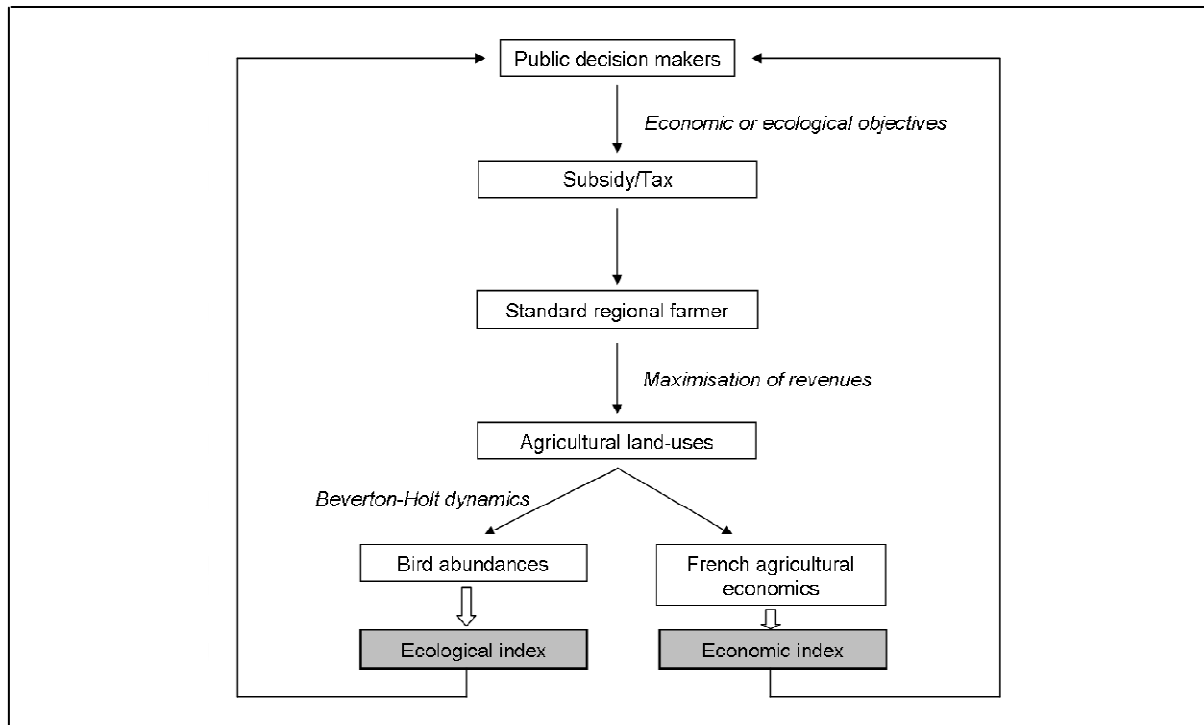 Public decision makers
Economic or ecological objectives
Subsidy/Tax
Standard regional farmer
Maximisation of revenues
Agricultural land-uses
Beverton-Holt dynamics
Bird abundances
French agricultural
economics
Ecological index
Economic index